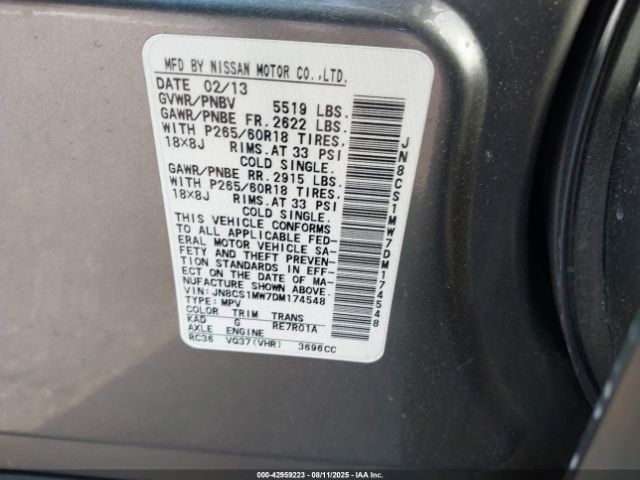 MFD BY NISSAN MOTOR CO.,LTD.
DATE 02/13
GVWR/PNBV 5519 LBS.
GAWR/PNBE FR. 2622 LBS.
WITH P265/60R18 TIRES,
18X8J RIMS.AT 33 PSI
COLD SINGLE.
GAWR/PNBE RR. 2915 LBS.
WITH P265/60R18 TIRES,
18X8J RIMS.AT 33 PSI
COLD SINGLE.
THIS VEHICLE CONFORMS
TO ALL APPLICABLE FED-
ERAL MOTOR VEHICLE SA-
FETY AND THEFT
PREVENTION
STANDARDS IN EFF-
ECT ON THE DATE OF MA-
NUFACTURE SHOWN ABOVE.
VIN: JN8CS1MW7DM174548
TYPE: MPV
COLOR TRIM TRANS
KAD G RE7R01A
AXLE ENGINE
RC36 VQ37(VHR) 3696CC
JN8CS1MW7DM174548
000-42959223 - 08/11/2025 - IAA Inc.